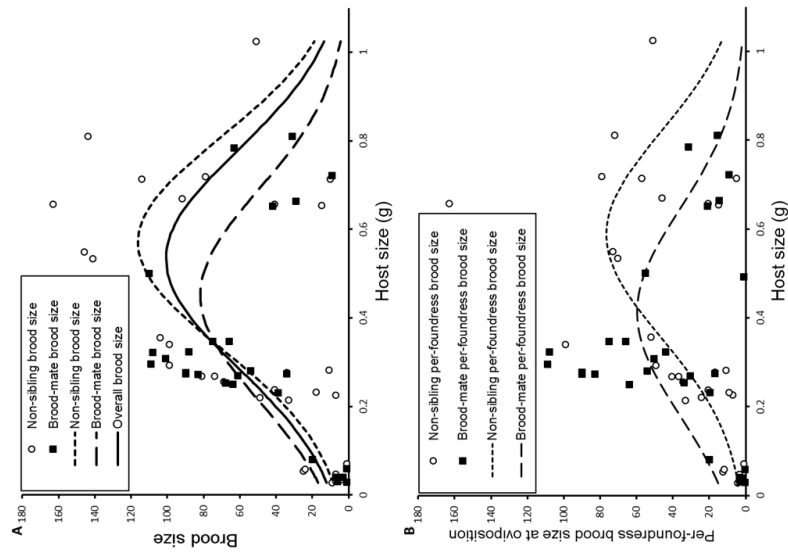 A
180
160
140
120
100
80
60
40
20
0
Brood size
0
0.2
0.4
0.6
0.8
1
Host size (g)
Non-sibling brood size
Brood-mate brood size
Non-sibling brood size
Brood-mate brood size
Overall brood size
B
180
160
140
120
100
80
60
40
20
0
Per-foundress brood size at oviposition
0
0.2
0.4
0.6
0.8
1
Host size (g)
Non-sibling per-foundress brood size
Brood-mate per-foundress brood size
Non-sibling per-foundress brood size
Brood-mate per-foundress brood size